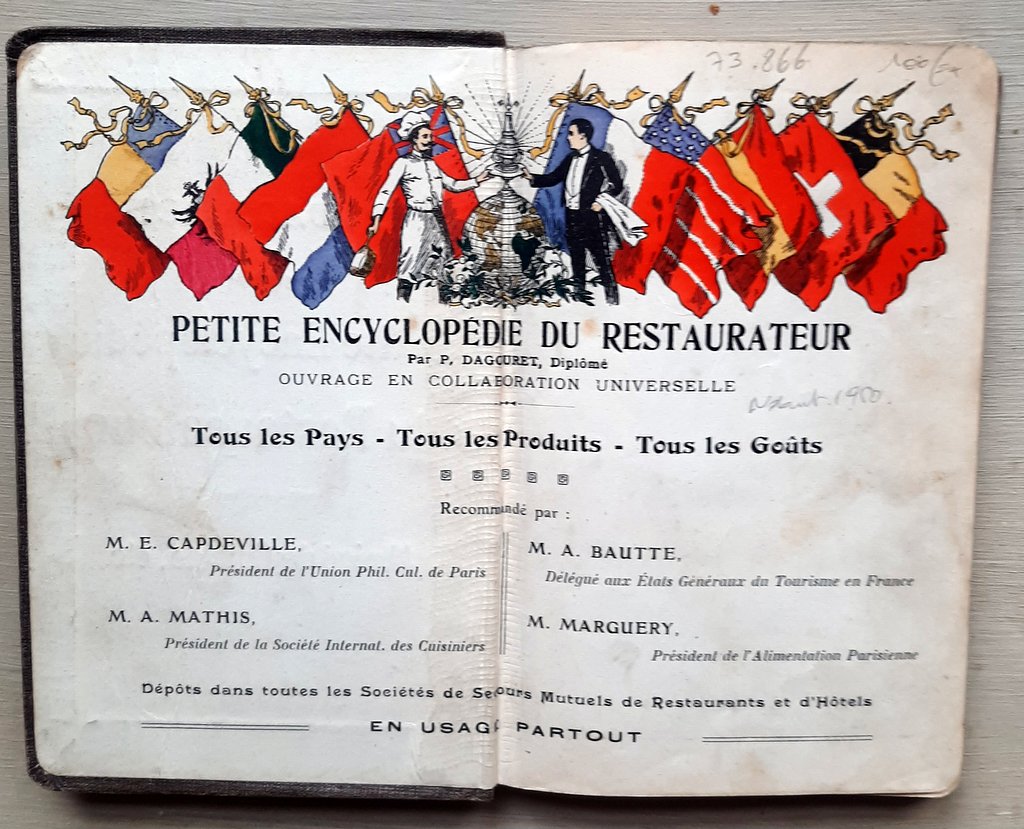 73.866
PETITE ENCYCLOPÉDIE DU RESTAURATEUR
Par P. DAGOURET, Diplômé
OUVRAGE EN COLLABORATION UNIVERSELLE
1900.
Tous les Pays - Tous les Produits - Tous les Goûts
Recommandé par :
M. E. CAPDEVILLE,
Président de l'Union Phil. Cul. de Paris
M. A. MATHIS,
Président de la Société Internat. des Cuisiniers
M. A. BAUTTE,
Délégué aux États Généraux du Tourisme en France
M. MARGUERY,
Président de l'Alimentation Parisienne
Dépôts dans toutes les Sociétés de Secours Mutuels de Restaurants et d'Hôtels
EN USAGE PARTOUT